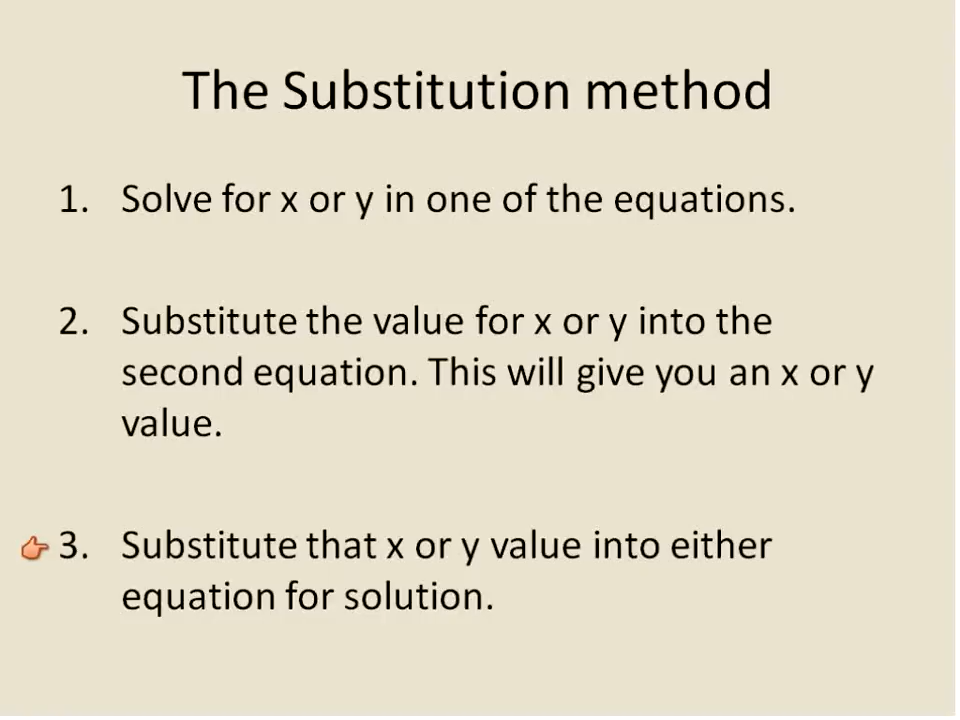 The Substitution method
1. Solve for x or y in one of the equations.
2. Substitute the value for x or y into the
second equation. This will give you an x or y
value.
3. Substitute that x or y value into either
equation for solution.